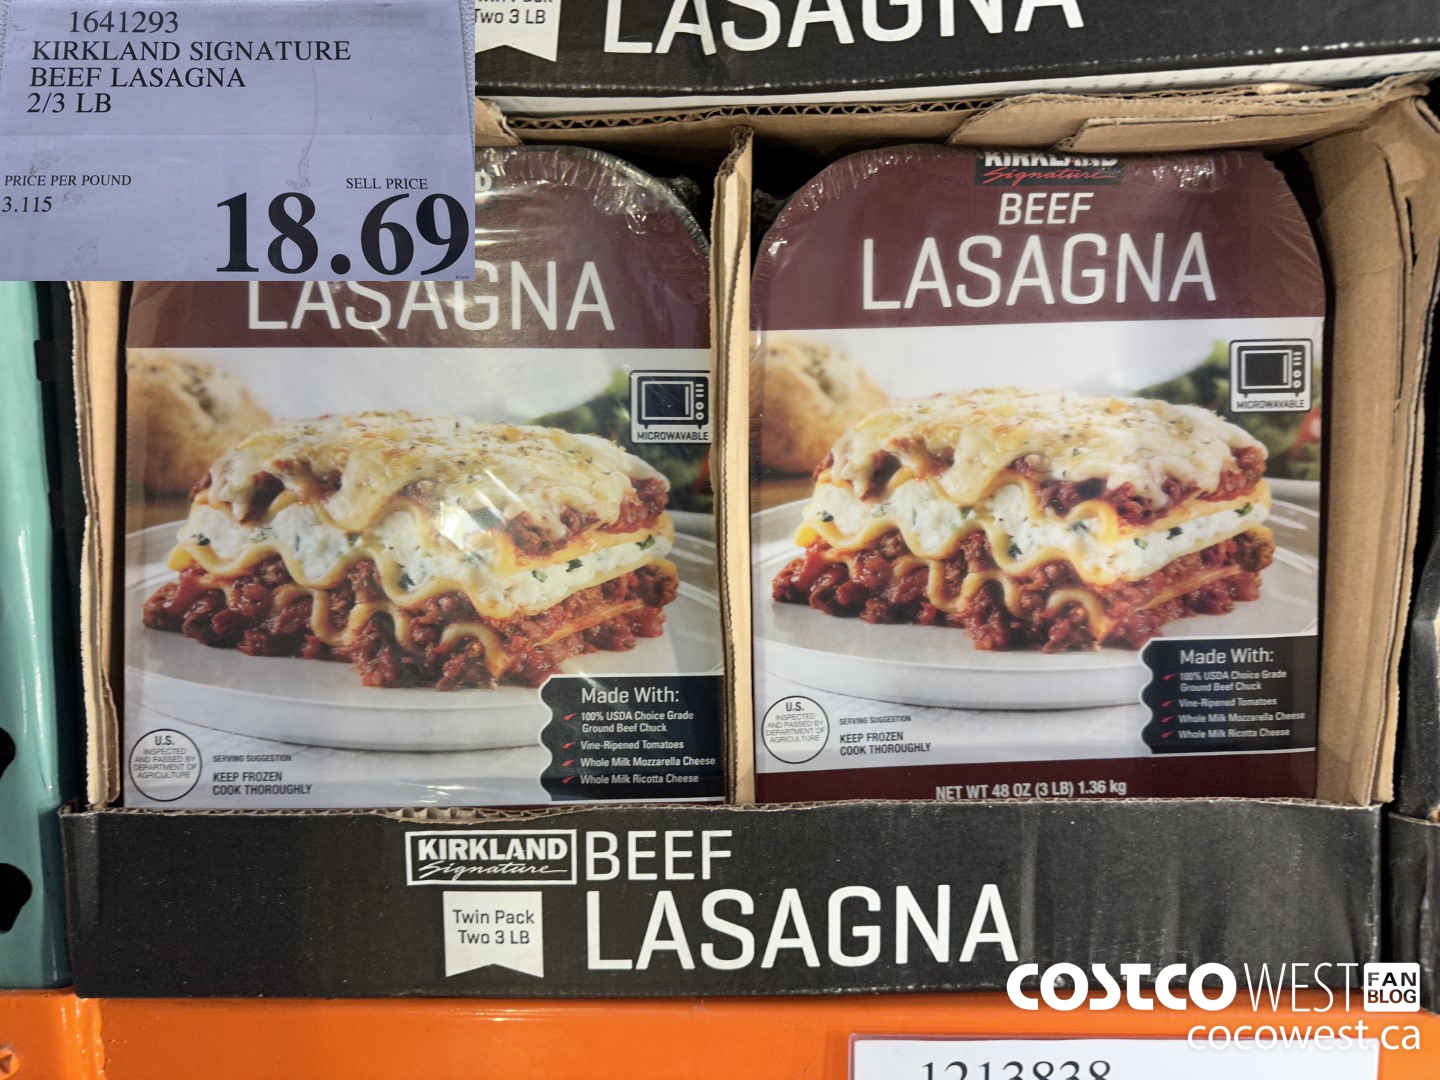 1641293
KIRKLAND SIGNATURE
BEEF LASAGNA
2/3 LB
PRICE PER POUND
3.115
SELL PRICE
18.69
Two 3 LB
LASAGNA
LASAGNA
MICROWAVABLE
Made With:
100% USDA Choice Grade
Ground Beef Chuck
Vine-Ripened Tomatoes
Whole Milk Mozzarella Cheese
Whole Milk Ricotta Cheese
U.S.
INSPECTED
AND PASSED BY
DEPARTMENT OF
AGRICULTURE
SERVING SUGGESTION
KEEP FROZEN
COOK THOROUGHLY
KIRKLAND
Signature
BEEF
LASAGNA
MICROWAVABLE
Made With:
100% USDA Choice Grade
Ground Beef Chuck
Vine-Ripened Tomatoes
Whole Milk Mozzarella Cheese
Whole Milk Ricotta Cheese
U.S.
INSPECTED
AND PASSED BY
DEPARTMENT OF
AGRICULTURE
SERVING SUGGESTION
KEEP FROZEN
COOK THOROUGHLY
NET WT 48 OZ (3 LB) 1.36 kg
KIRKLAND
Signature
BEEF
LASAGNA
Twin Pack
Two 3 LB
COSTCO WEST FAN BLOG
cocowest.ca
1213838